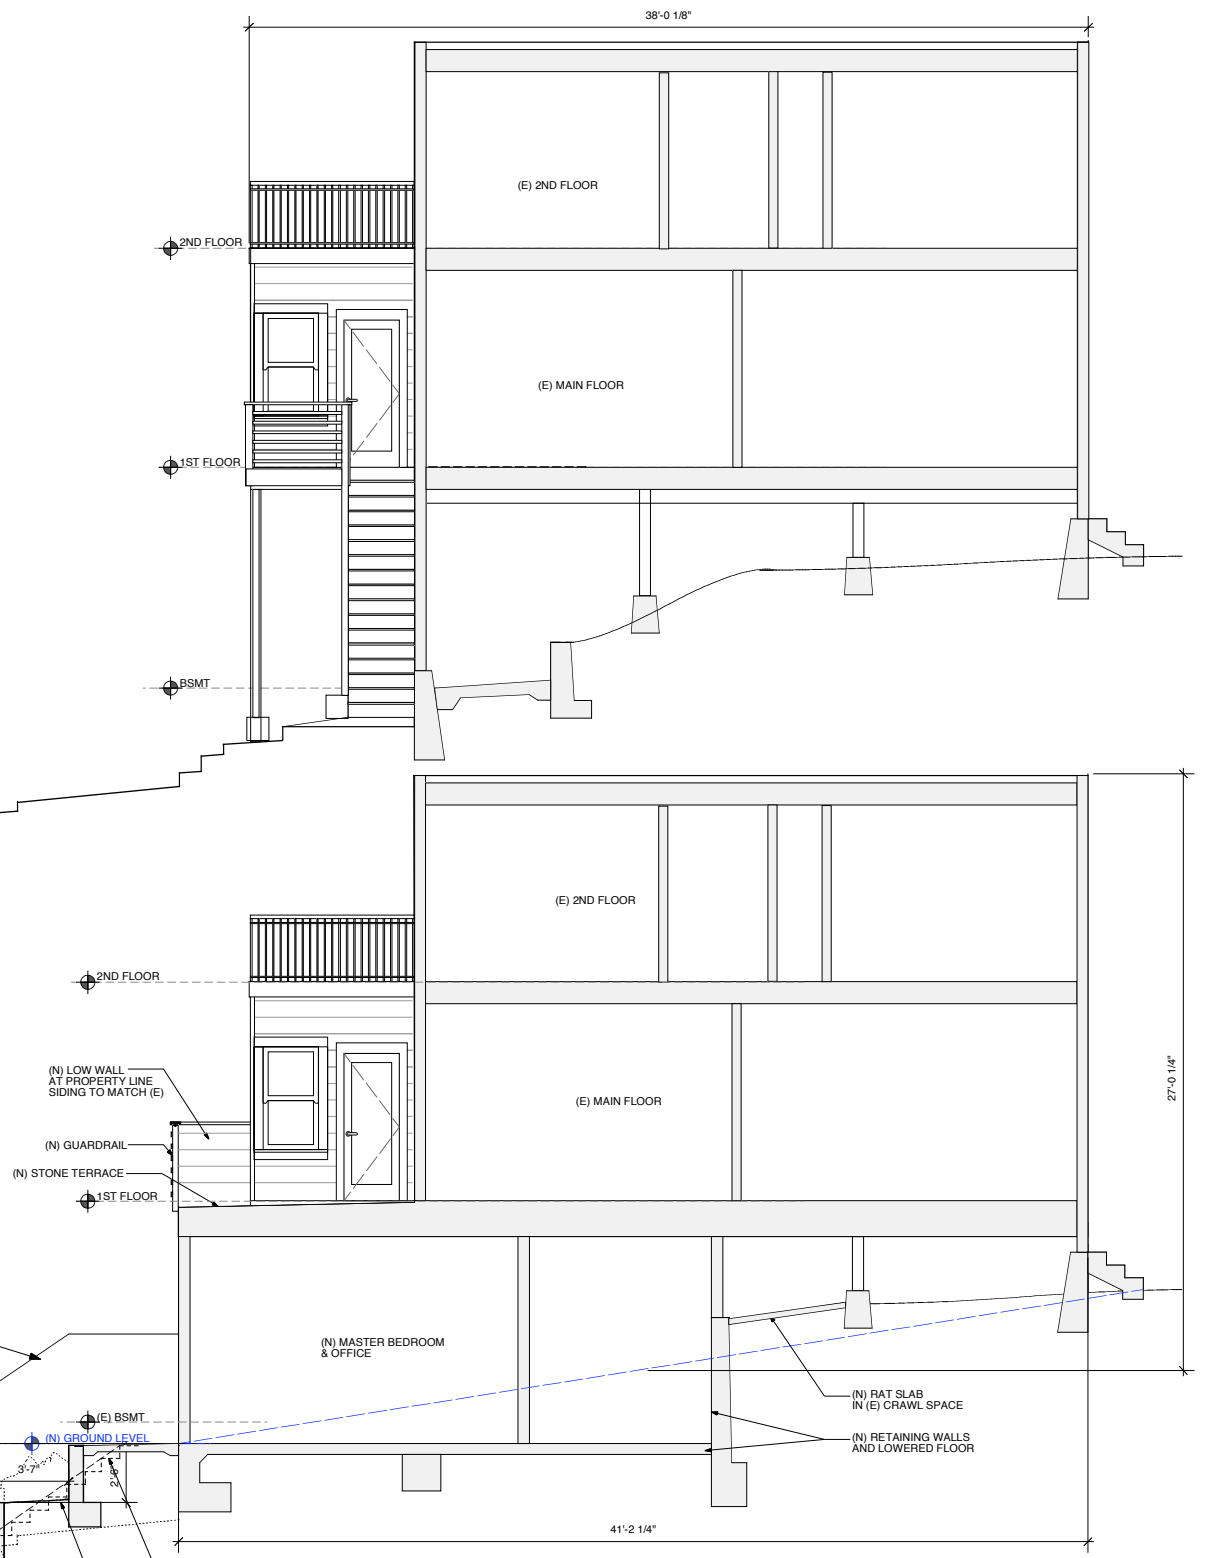 38'-0 1/8"
(E) 2ND FLOOR
2ND FLOOR
(E) MAIN FLOOR
1ST FLOOR
BSMT
(E) 2ND FLOOR
2ND FLOOR
(N) LOW WALL
AT PROPERTY LINE
SIDING TO MATCH (E)
27'-0 1/4"
(E) MAIN FLOOR
(N) GUARDRAIL
(N) STONE TERRACE
1ST FLOOR
(N) MASTER BEDROOM
& OFFICE
(N) RAT SLAB
IN (E) CRAWL SPACE
(E) BSMT
(N) GROUND LEVEL
(N) RETAINING WALLS
AND LOWERED FLOOR
3'-7"
41'-2 1/4"